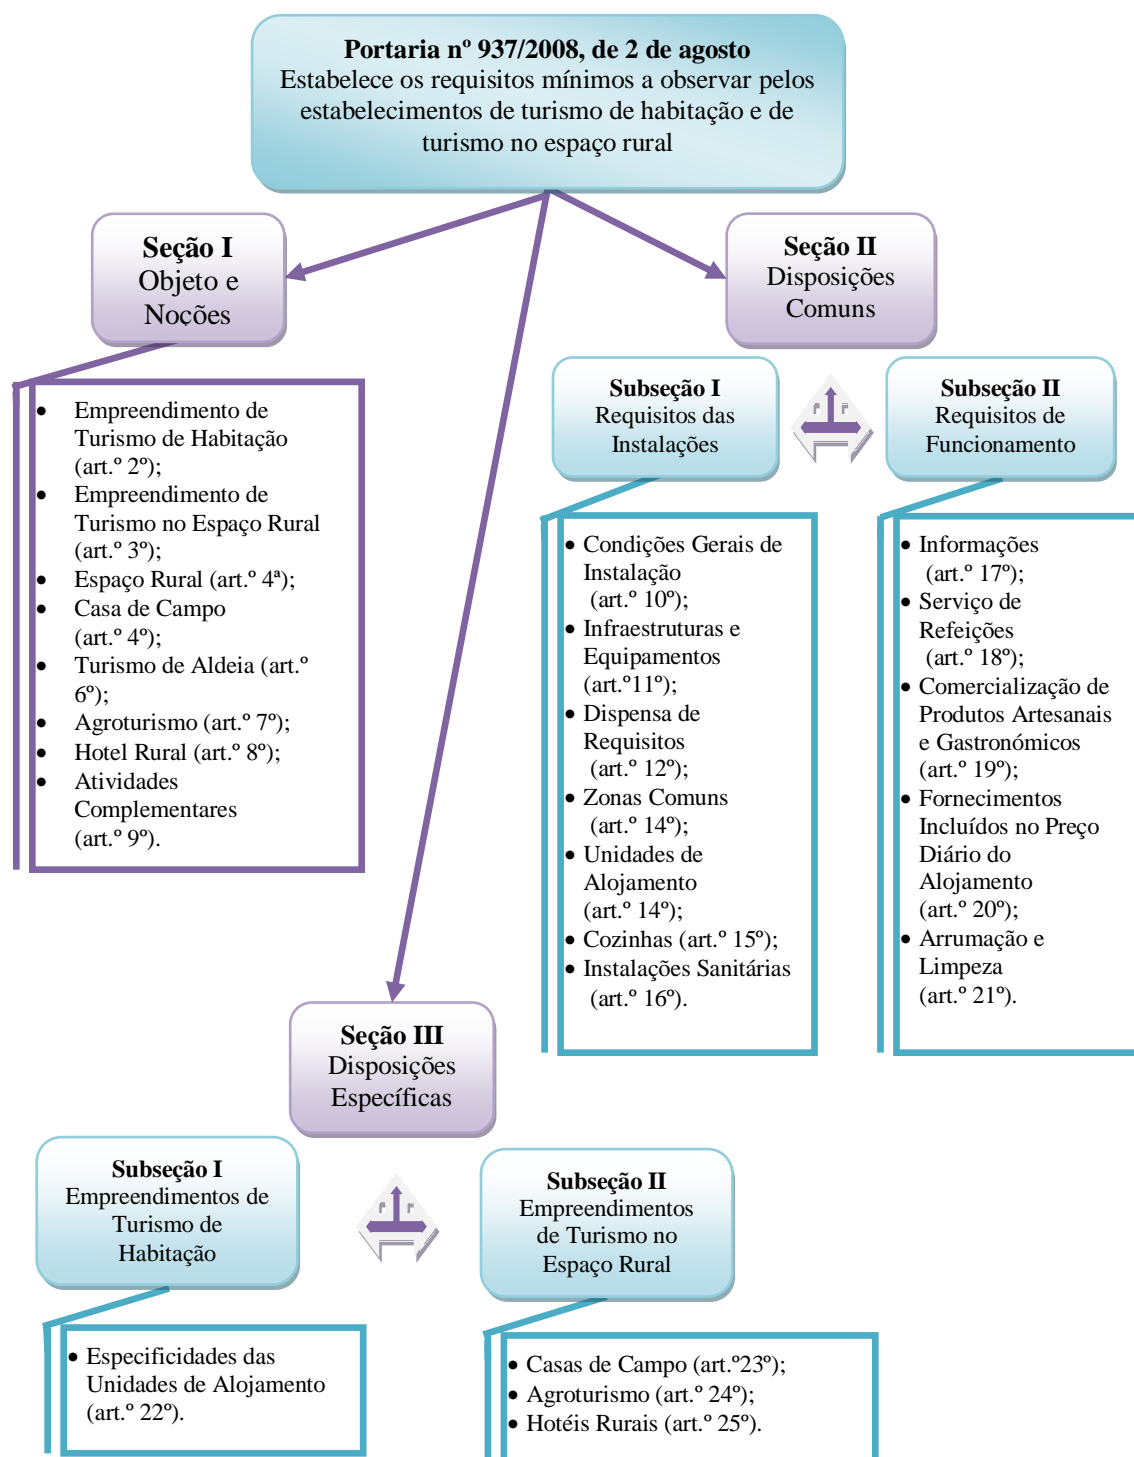 Portaria nº 937/2008, de 2 de agosto
Estabelece os requisitos mínimos a observar pelos
estabelecimentos de turismo de habitação e de
turismo no espaço rural
Seção I
Objeto e
Noções
Seção II
Disposições
Comuns
• Empreendimento de
Turismo de Habitação
(art.º 2º);
• Empreendimento de
Turismo no Espaço Rural
(art.º 3º);
• Espaço Rural (art.º 4ª);
• Casa de Campo
(art.º 4º);
• Turismo de Aldeia (art.º
6º);
• Agroturismo (art.º 7º);
• Hotel Rural (art.º 8º);
• Atividades
Complementares
(art.º 9º).
Subseção I
Requisitos das
Instalações
Subseção II
Requisitos de
Funcionamento
• Condições Gerais de
Instalação
(art.º 10º);
• Infraestruturas e
Equipamentos
(art.º11º);
• Dispensa de
Requisitos
(art.º 12º);
• Zonas Comuns
(art.º 14º);
• Unidades de
Alojamento
(art.º 14º);
• Cozinhas (art.º 15º);
• Instalações Sanitárias
(art.º 16º).
• Informações
(art.º 17º);
• Serviço de
Refeições
(art.º 18º);
• Comercialização de
Produtos Artesanais
e Gastronómicos
(art.º 19º);
• Fornecimentos
Incluídos no Preço
Diário do
Alojamento
(art.º 20º);
• Arrumação e
Limpeza
(art.º 21º).
Seção III
Disposições
Específicas
Subseção I
Empreendimentos de
Turismo de
Habitação
Subseção II
Empreendimentos
de Turismo no
Espaço Rural
• Especificidades das
Unidades de Alojamento
(art.º 22º).
• Casas de Campo (art.º23º);
• Agroturismo (art.º 24º);
• Hotéis Rurais (art.º 25º).